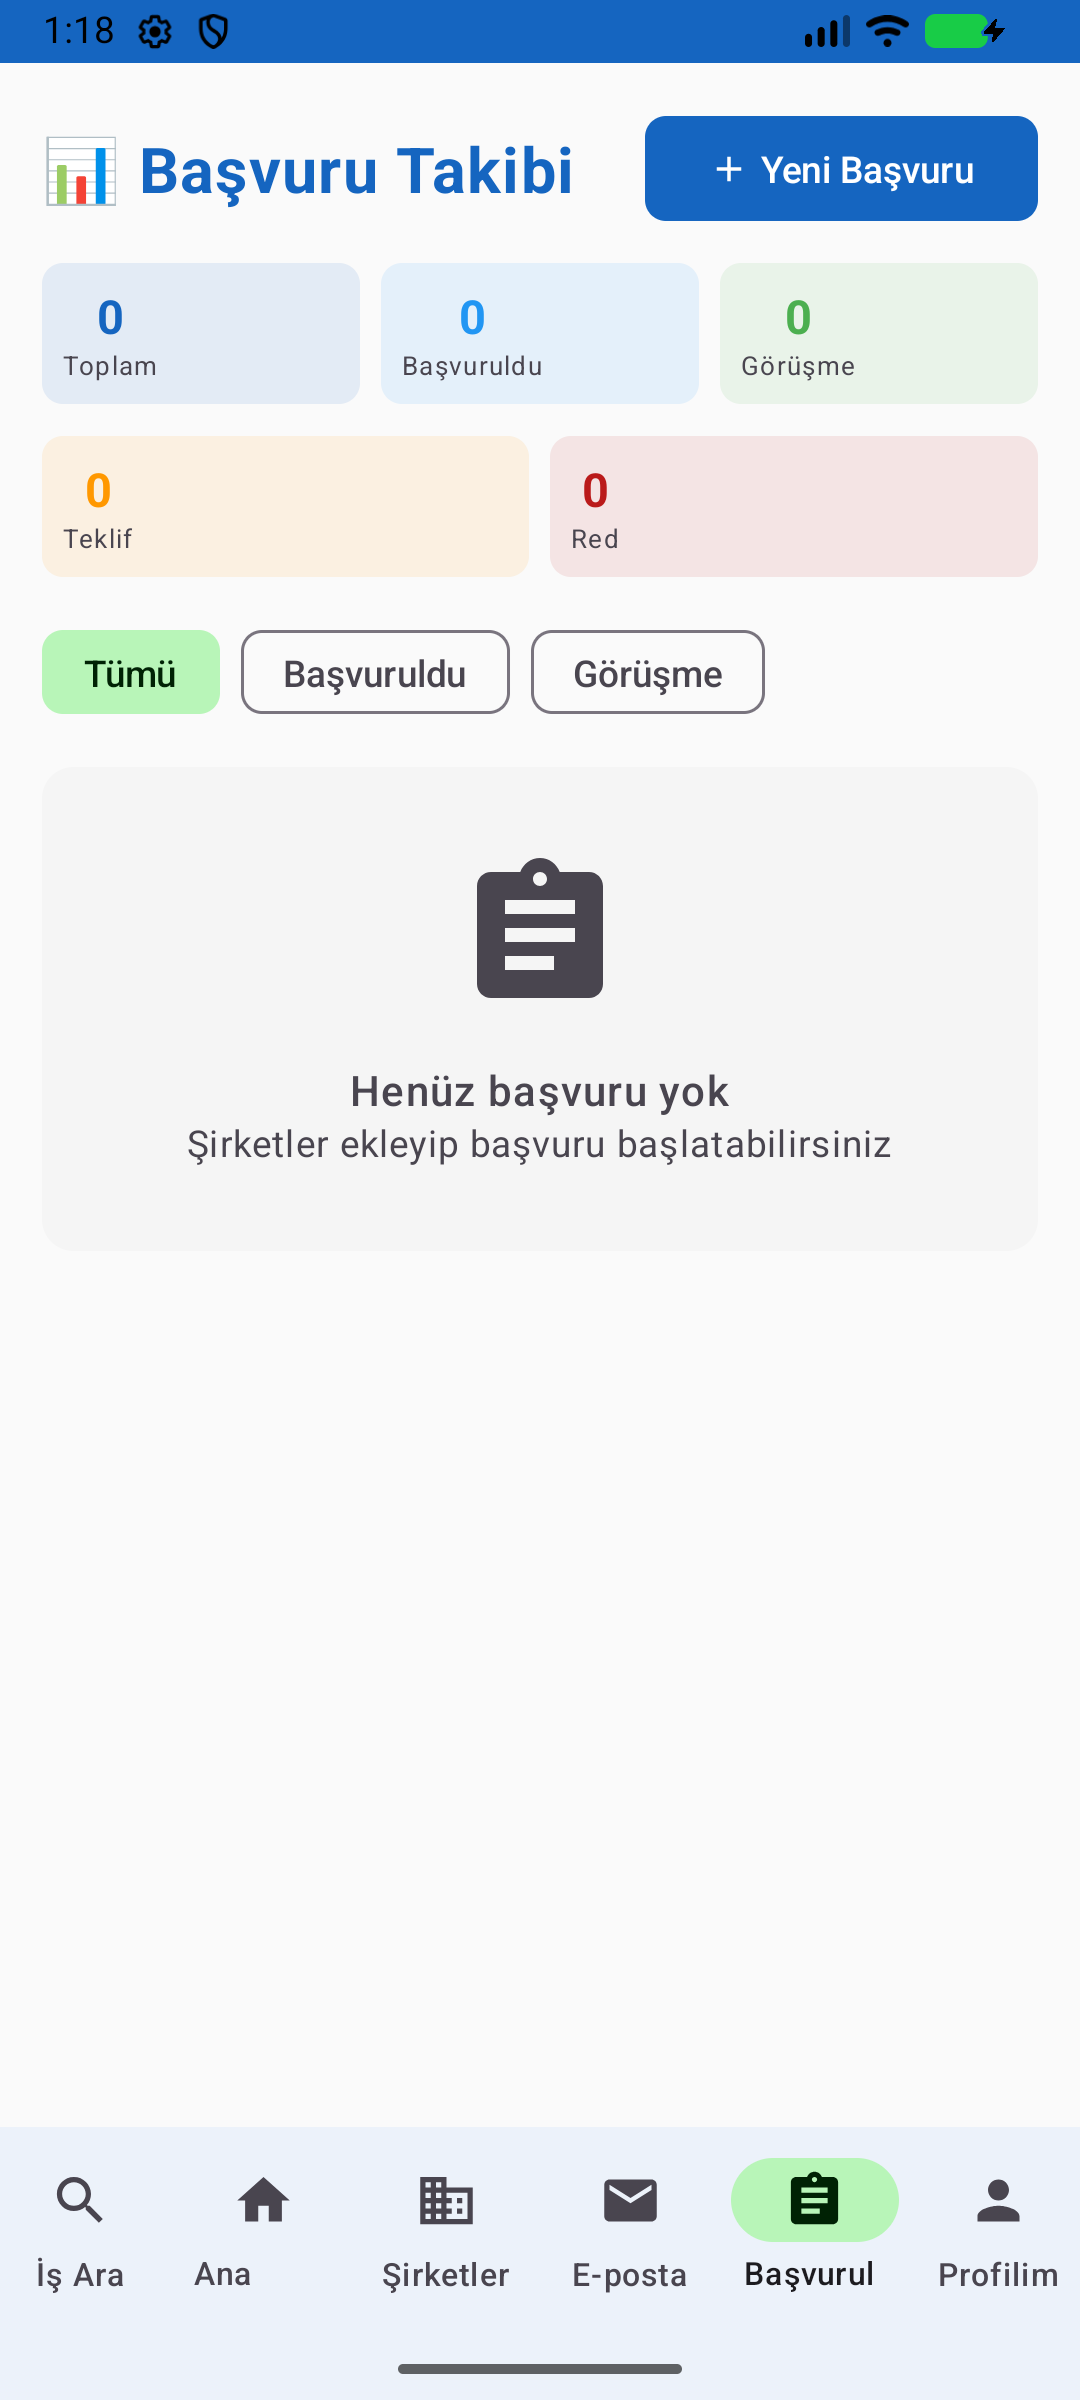 1:18
Başvuru Takibi
+ Yeni Başvuru
0
Toplam
0
Başvuruldu
0
Görüşme
0
Teklif
0
Red
Tümü
Başvuruldu
Görüşme
Henüz başvuru yok
Şirketler ekleyip başvuru başlatabilirsiniz
İş Ara
Ana
Şirketler
E-posta
Başvurul
Profilim